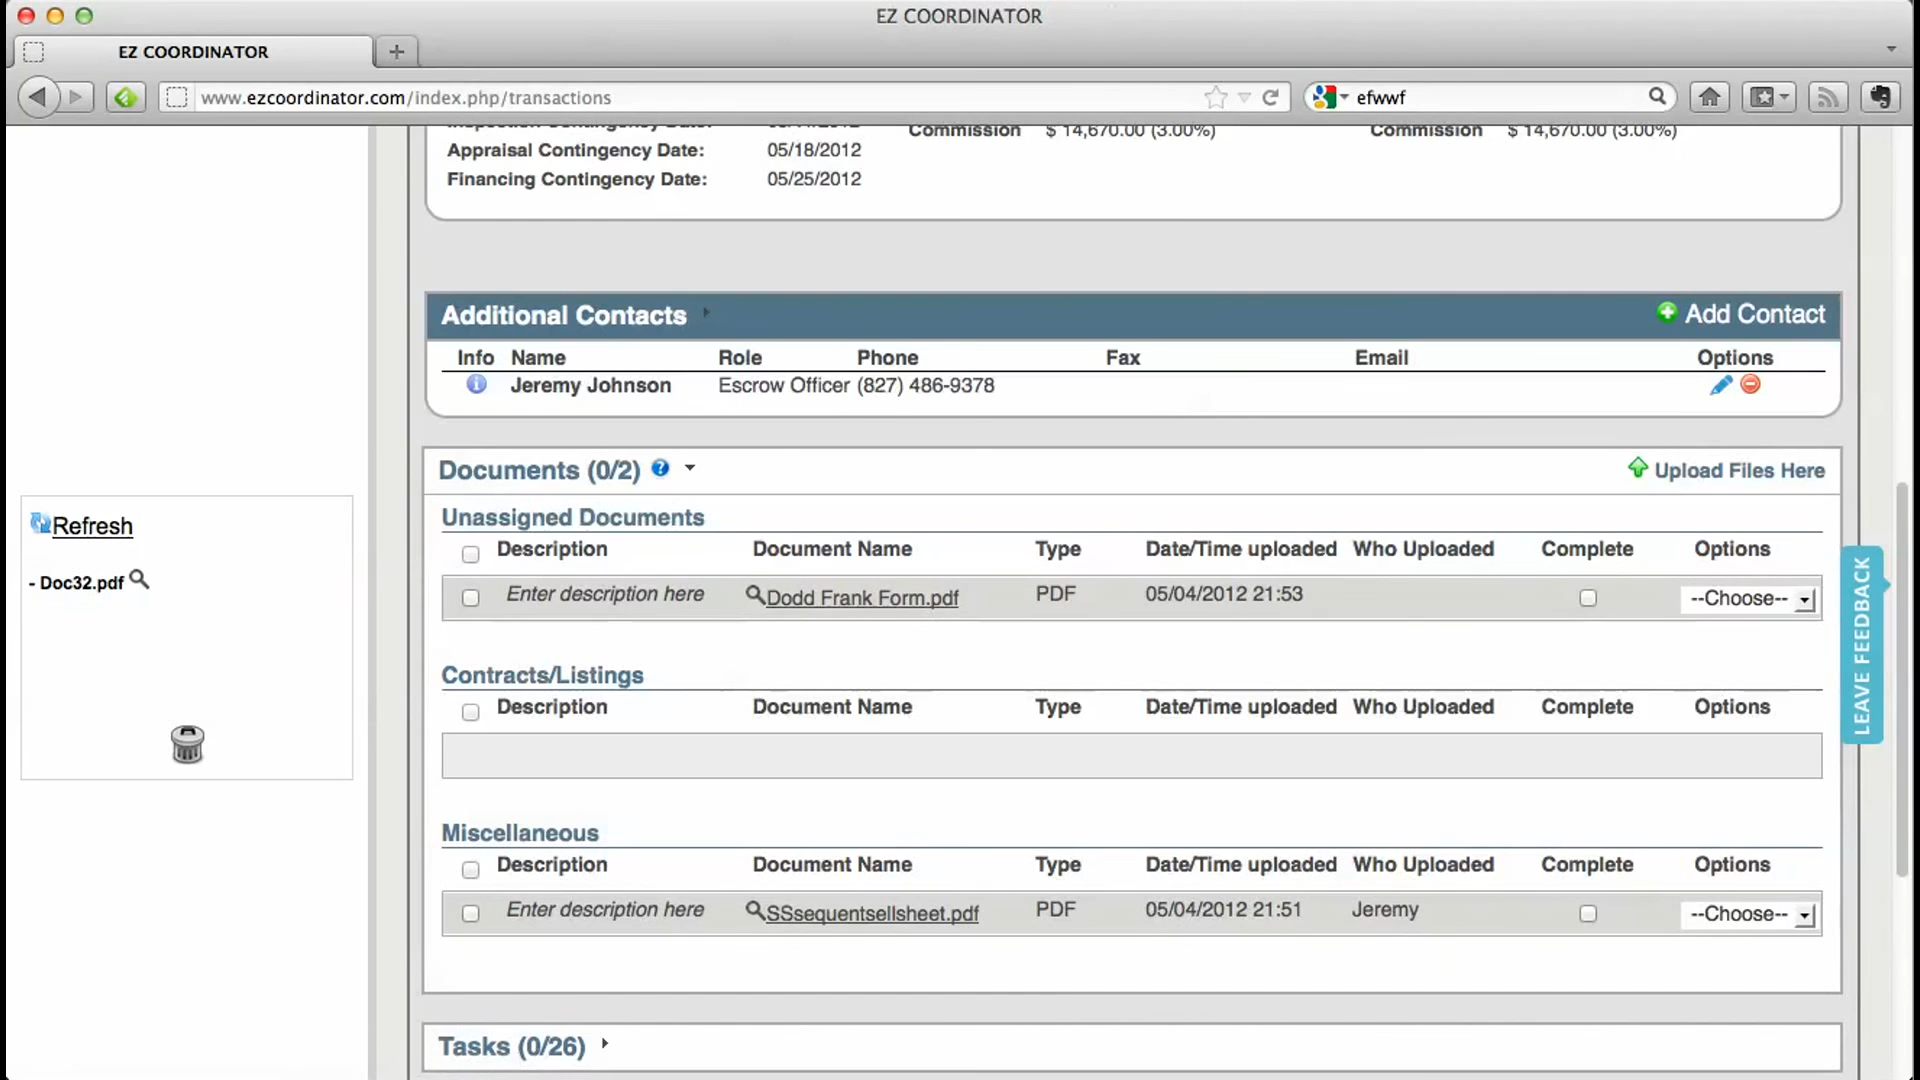 EZ COORDINATOR
EZ COORDINATOR
www.ezcoordinator.com/index.php/transactions
efwwf
Inspection Contingency Date:
Commission $ 14,670.00 (3.00%) Commission $ 14,670.00 (3.00%)
Appraisal Contingency Date: 05/18/2012
Financing Contingency Date: 05/25/2012
Additional Contacts Add Contact
Info Name Role Phone Fax Email Options
Jeremy Johnson Escrow Officer (827) 486-9378
Documents (0/2) Upload Files Here
Unassigned Documents
Description Document Name Type Date/Time uploaded Who Uploaded Complete Options
Enter description here Dodd Frank Form.pdf PDF 05/04/2012 21:53 --Choose--
Contracts/Listings
Description Document Name Type Date/Time uploaded Who Uploaded Complete Options
Miscellaneous
Description Document Name Type Date/Time uploaded Who Uploaded Complete Options
Enter description here SSsequentsellsheet.pdf PDF 05/04/2012 21:51 Jeremy --Choose--
Tasks (0/26)
Refresh
- Doc32.pdf
LEAVE FEEDBACK